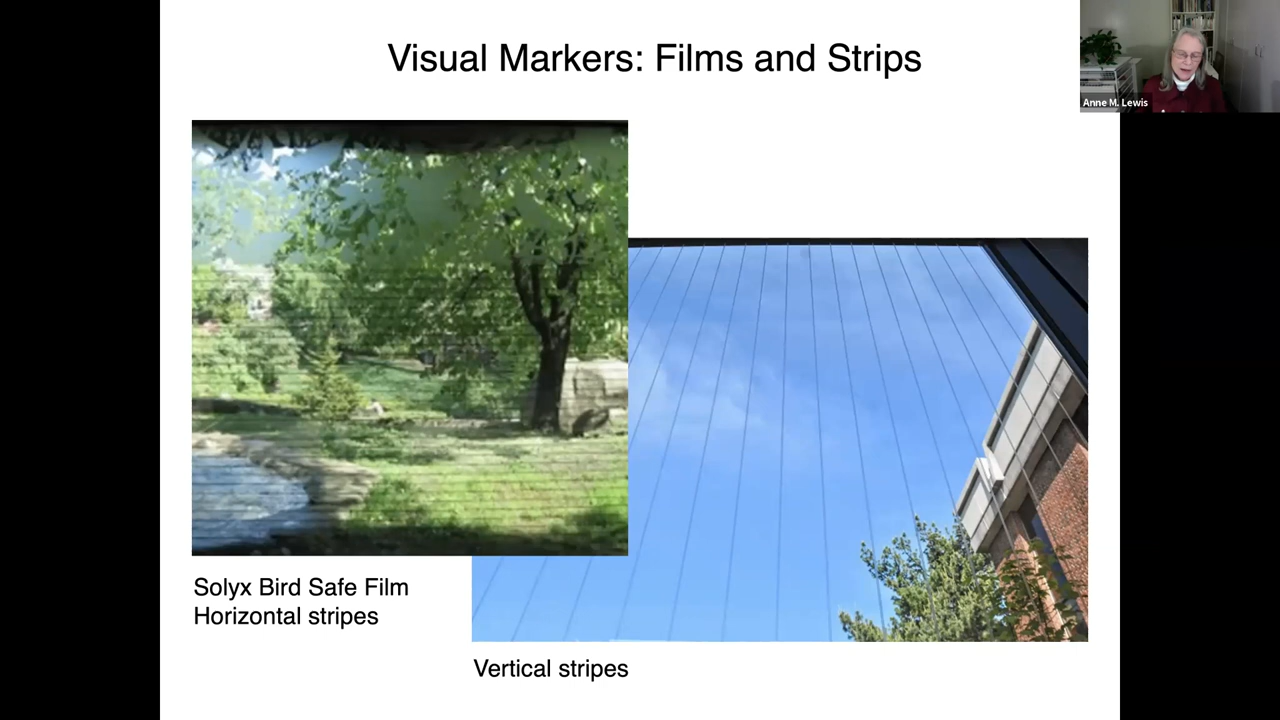 Visual Markers: Films and Strips
Anne M. Lewis
Solyx Bird Safe Film
Horizontal stripes
Vertical stripes